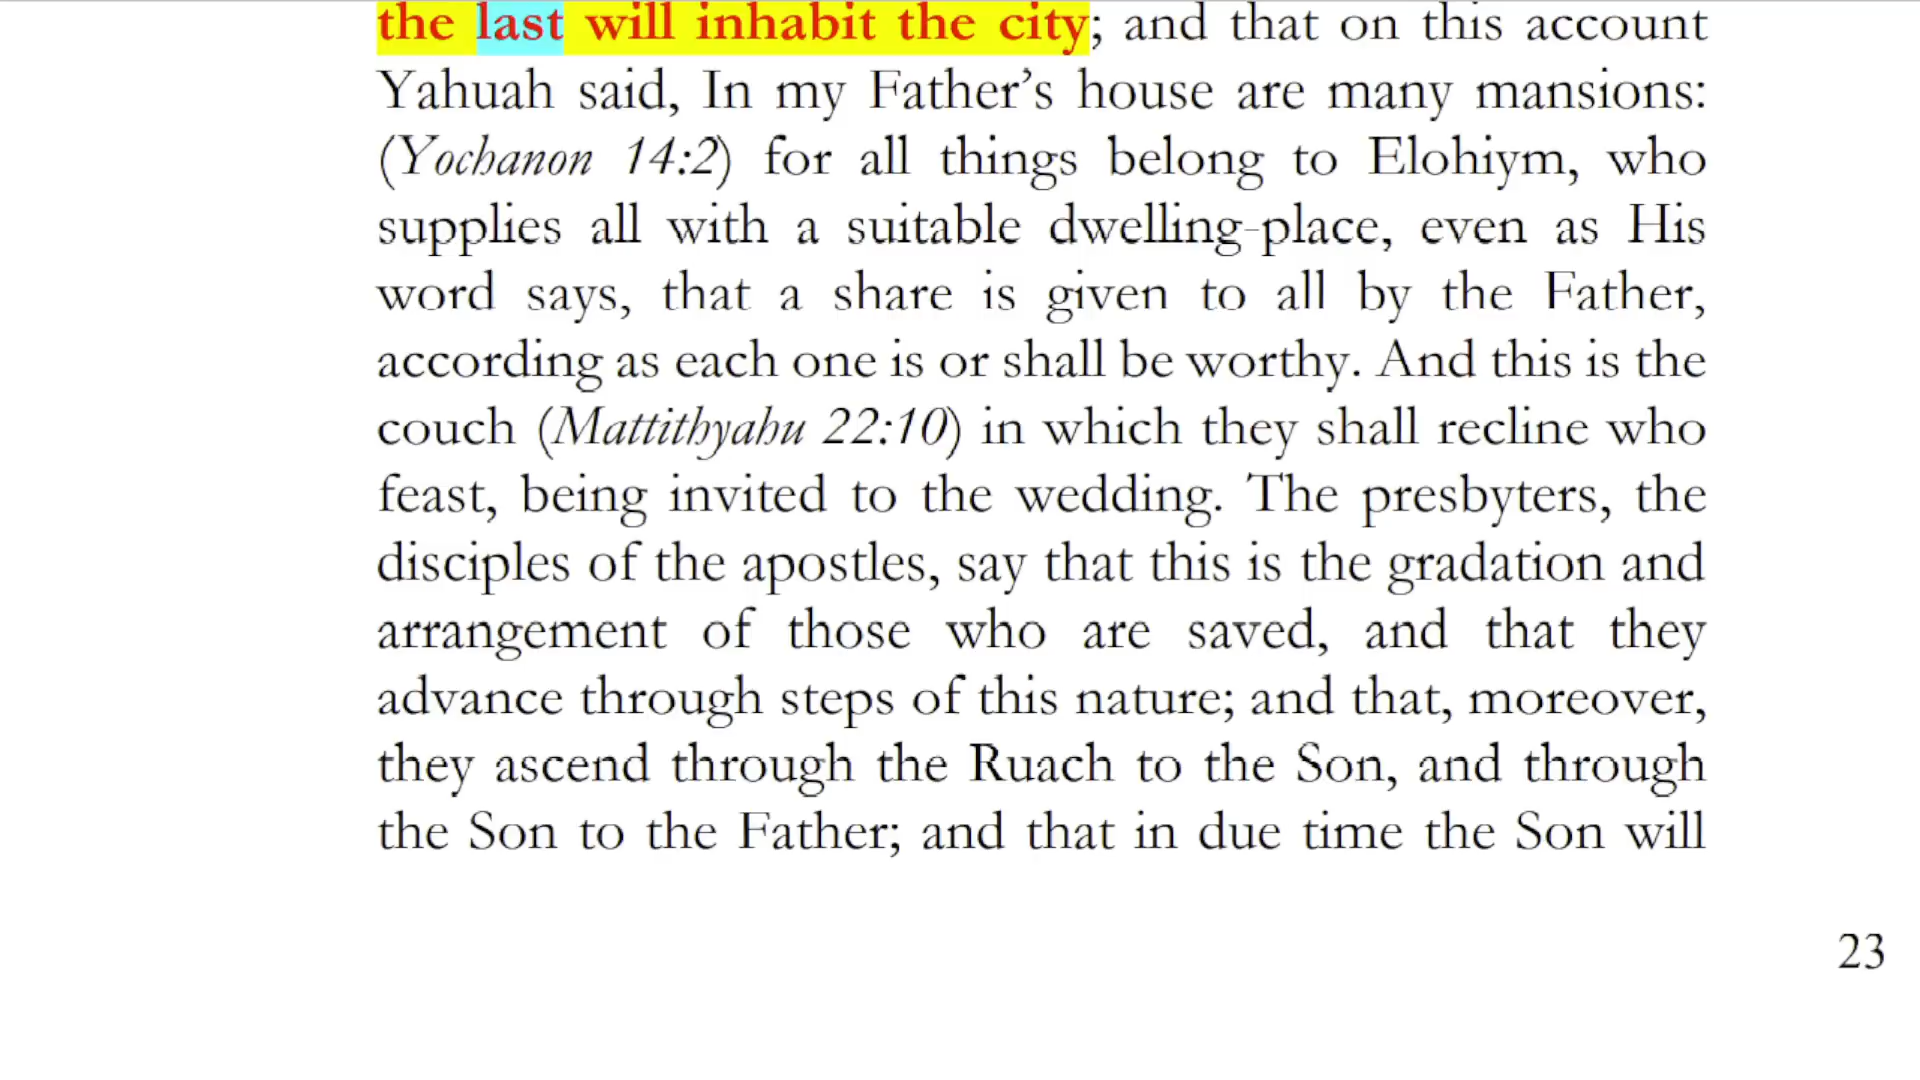 the last will inhabit the city; and that on this account
Yahuah said, In my Father’s house are many mansions:
(Yochanon 14:2) for all things belong to Elohiym, who
supplies all with a suitable dwelling-place, even as His
word says, that a share is given to all by the Father,
according as each one is or shall be worthy. And this is the
couch (Mattithyahu 22:10) in which they shall recline who
feast, being invited to the wedding. The presbyters, the
disciples of the apostles, say that this is the gradation and
arrangement of those who are saved, and that they
advance through steps of this nature; and that, moreover,
they ascend through the Ruach to the Son, and through
the Son to the Father; and that in due time the Son will
23